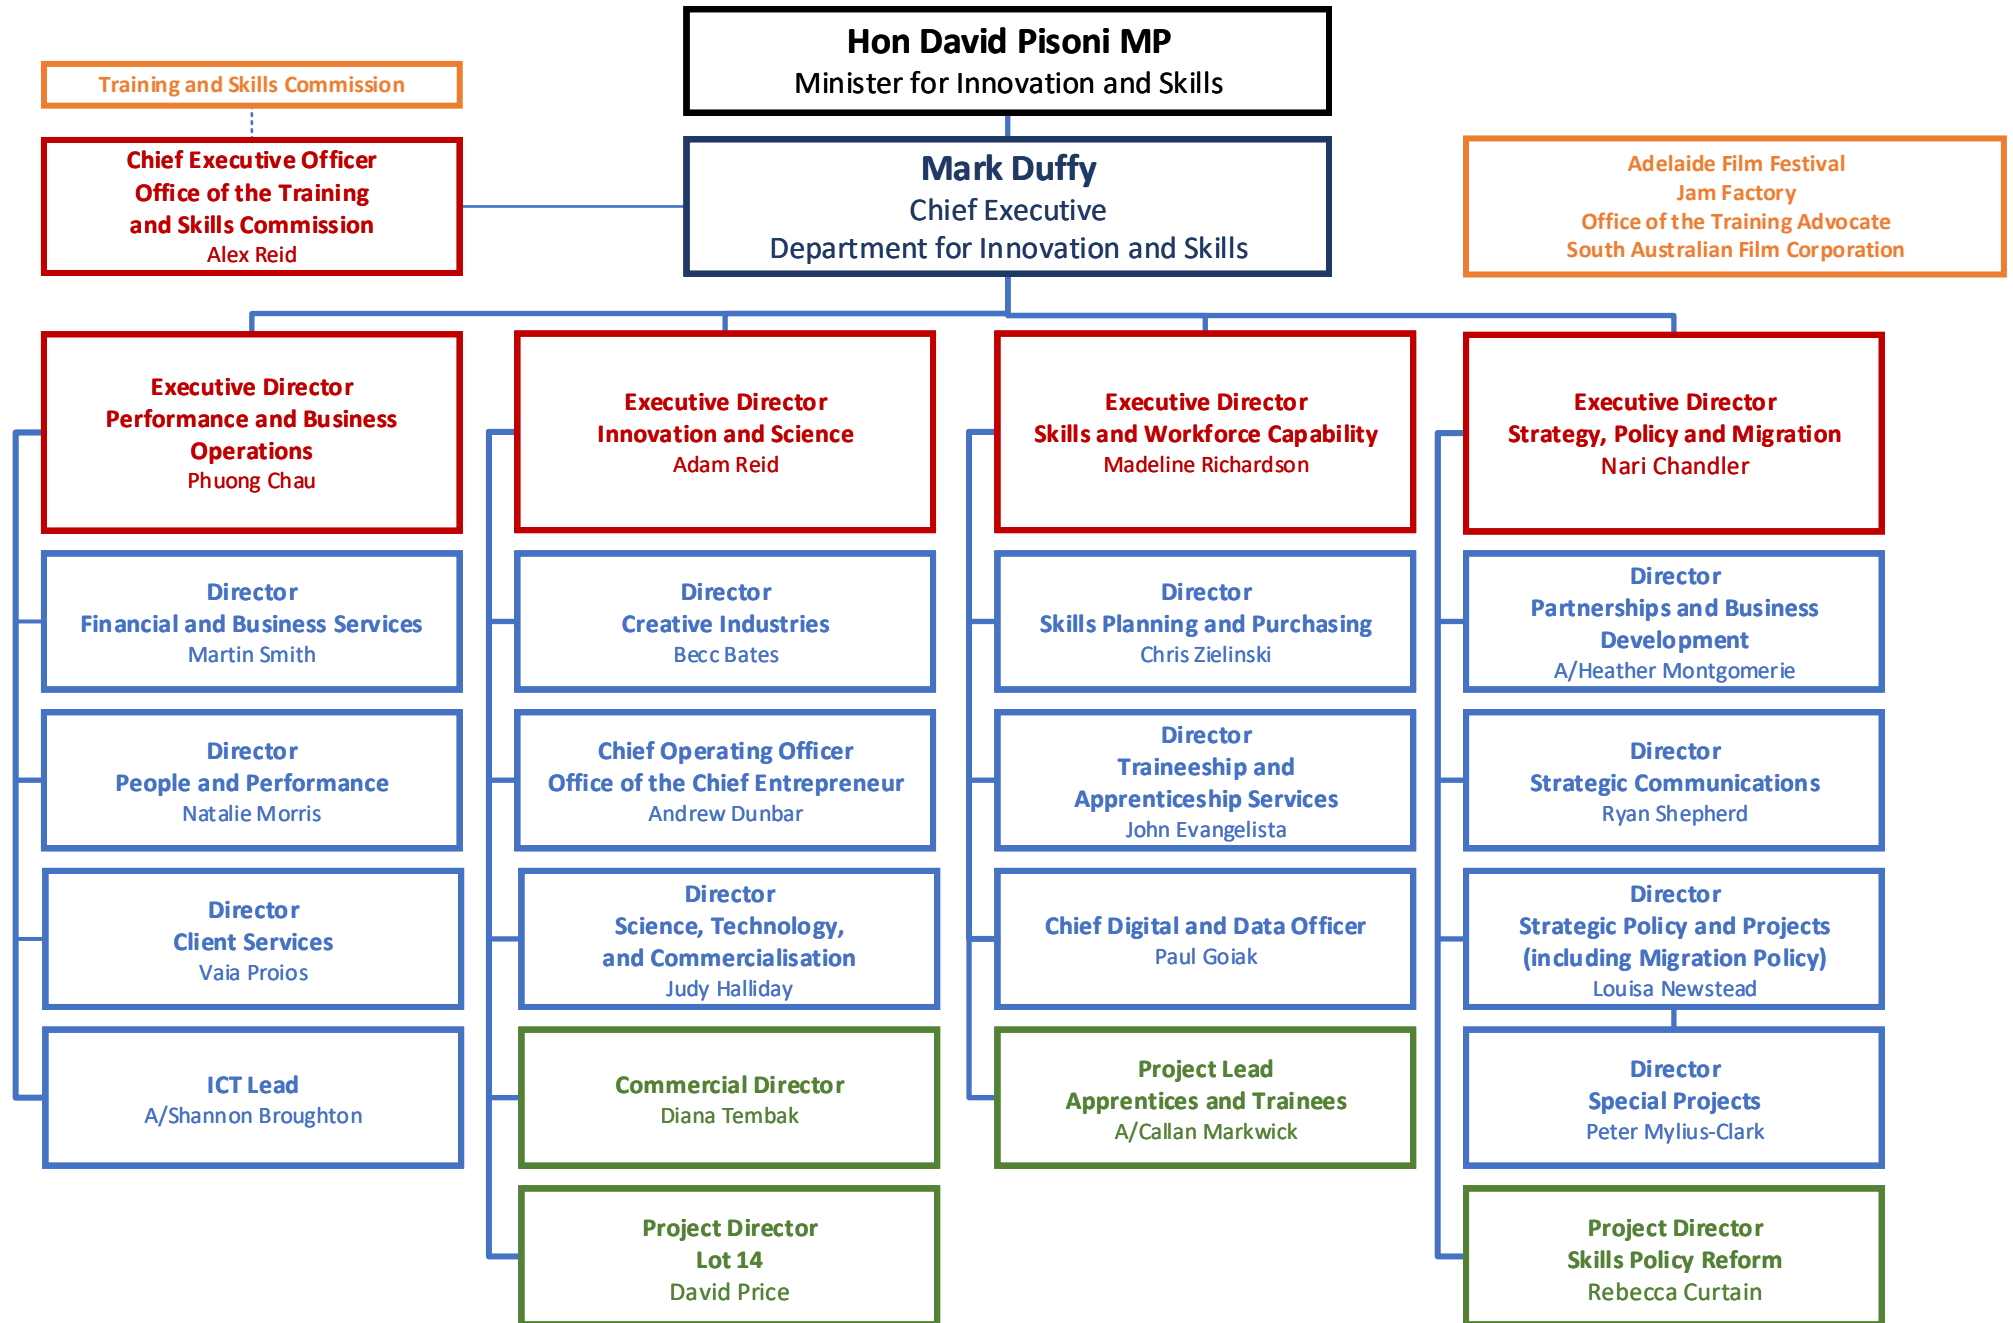 Hon David Pisoni MP
Minister for Innovation and Skills
Training and Skills Commission
Chief Executive Officer
Office of the Training
and Skills Commission
Alex Reid
Mark Duffy
Chief Executive
Department for Innovation and Skills
Adelaide Film Festival
Jam Factory
Office of the Training Advocate
South Australian Film Corporation
Executive Director
Performance and Business
Operations
Phuong Chau
Director
Financial and Business Services
Martin Smith
Director
People and Performance
Natalie Morris
Director
Client Services
Vaia Proios
ICT Lead
A/Shannon Broughton
Executive Director
Innovation and Science
Adam Reid
Director
Creative Industries
Becc Bates
Chief Operating Officer
Office of the Chief Entrepreneur
Andrew Dunbar
Director
Science, Technology,
and Commercialisation
Judy Halliday
Commercial Director
Diana Tembak
Project Director
Lot 14
David Price
Executive Director
Skills and Workforce Capability
Madeline Richardson
Director
Skills Planning and Purchasing
Chris Zielinski
Director
Traineeship and
Apprenticeship Services
John Evangelista
Chief Digital and Data Officer
Paul Goiak
Project Lead
Apprentices and Trainees
A/Callan Markwick
Executive Director
Strategy, Policy and Migration
Nari Chandler
Director
Partnerships and Business
Development
A/Heather Montgomerie
Director
Strategic Communications
Ryan Shepherd
Director
Strategic Policy and Projects
(including Migration Policy)
Louisa Newstead
Director
Special Projects
Peter Mylius-Clark
Project Director
Skills Policy Reform
Rebecca Curtain